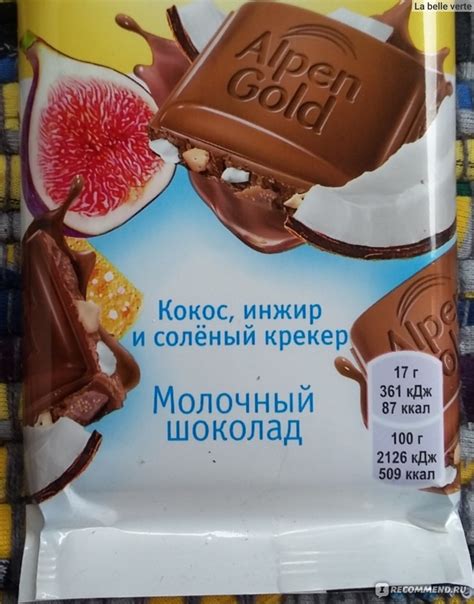 La belle verte
Alpen
Gold
Кокос, инжир
и солёный крекер
Alpen
Gold
Молочный
шоколад
17 г
361 кДж
87 ккал
100 г
2126 кДж
509 ккал
IRECOMMEND.RU